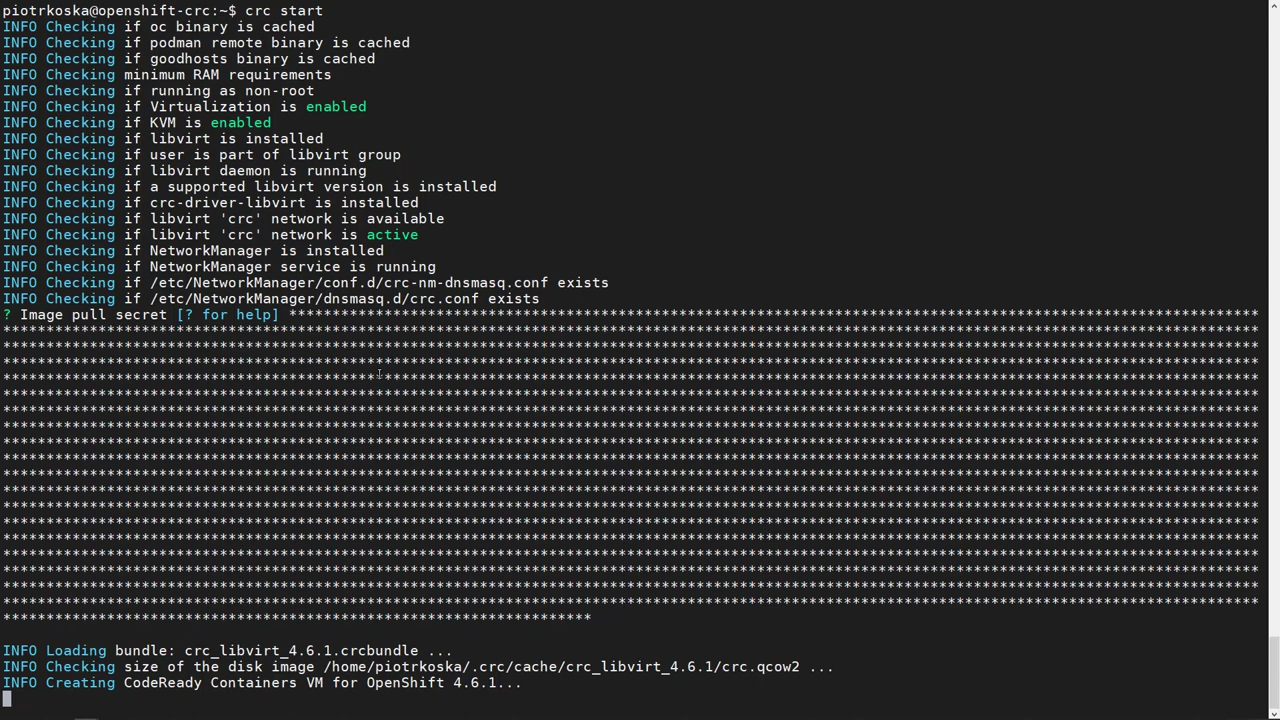 piotrkoska@openshift-crc:~$ crc start
INFO Checking if oc binary is cached
INFO Checking if podman remote binary is cached
INFO Checking if goodhosts binary is cached
INFO Checking minimum RAM requirements
INFO Checking if running as non-root
INFO Checking if Virtualization is enabled
INFO Checking if KVM is enabled
INFO Checking if libvirt is installed
INFO Checking if user is part of libvirt group
INFO Checking if libvirt daemon is running
INFO Checking if a supported libvirt version is installed
INFO Checking if crc-driver-libvirt is installed
INFO Checking if libvirt 'crc' network is available
INFO Checking if libvirt 'crc' network is active
INFO Checking if NetworkManager is installed
INFO Checking if NetworkManager service is running
INFO Checking if /etc/NetworkManager/conf.d/crc-nm-dnsmasq.conf exists
INFO Checking if /etc/NetworkManager/dnsmasq.d/crc.conf exists
? Image pull secret [? for help] ****************************************************************************************************************
INFO Loading bundle: crc_libvirt_4.6.1.crcbundle ...
INFO Checking size of the disk image /home/piotrkoska/.crc/cache/crc_libvirt_4.6.1/crc.qcow2 ...
INFO Creating CodeReady Containers VM for OpenShift 4.6.1...